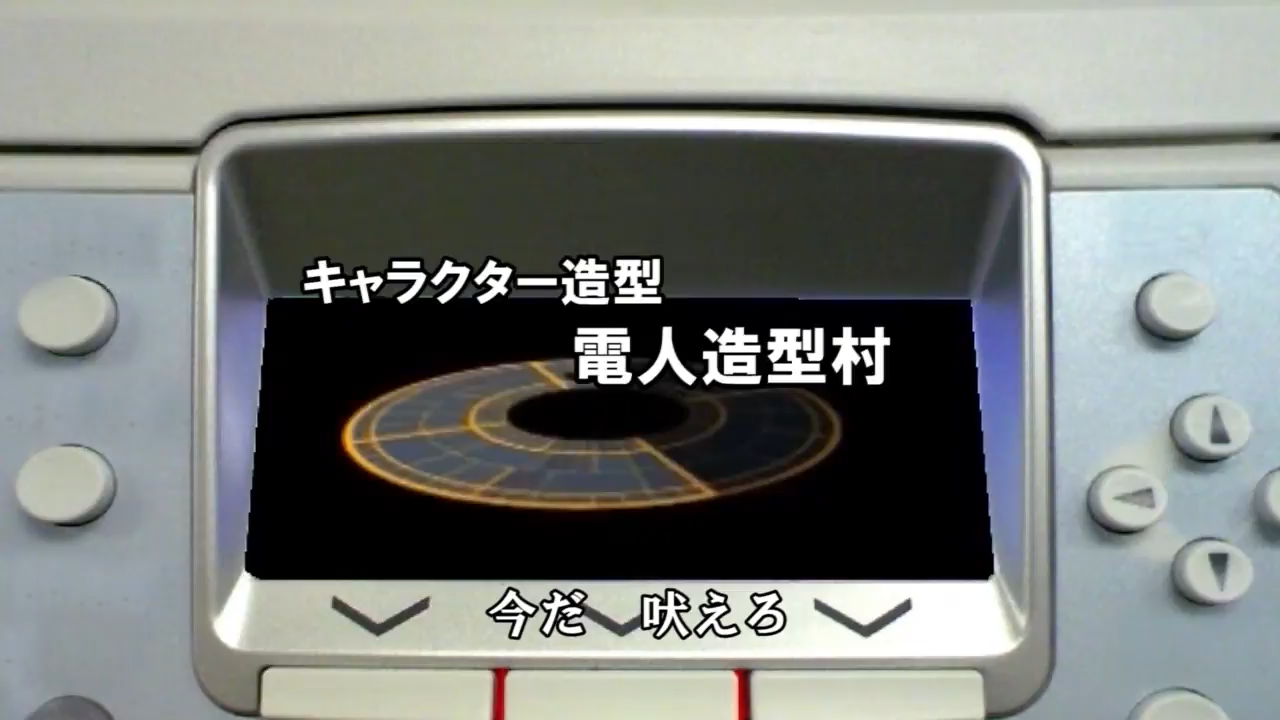 キャラクター造型
電人造型村
今だ 吠えろ